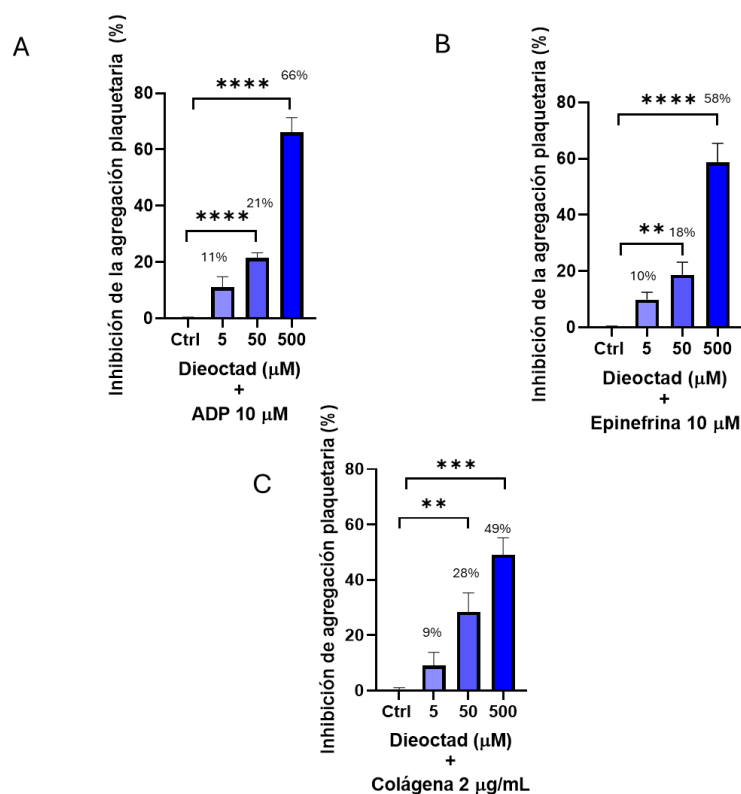 A
Inhibición de la agregación plaquetaria (%)
80
60
40
20
0
****
66%
****
21%
11%
Ctrl 5 50 500
Dieoctad (μM)
+
ADP 10 μM
B
Inhibición de la agregación plaquetaria (%)
80
60
40
20
0
****
58%
**
18%
10%
Ctrl 5 50 500
Dieoctad (μM)
+
Epinefrina 10 μM
C
Inhibición de agregación plaquetaria (%)
80
60
40
20
0
***
**
49%
28%
9%
Ctrl 5 50 500
Dieoctad (μM)
+
Colágena 2 μg/mL